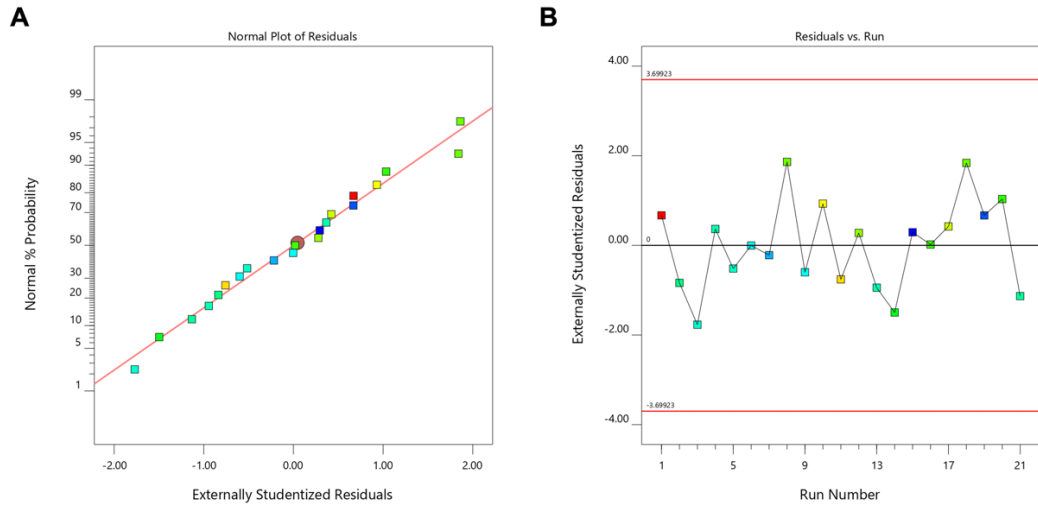 A
Normal Plot of Residuals
Normal % Probability
99
95
90
80
70
50
30
20
10
5
1
-2.00 -1.00 0.00 1.00 2.00
Externally Studentized Residuals
B
Residuals vs. Run
Externally Studentized Residuals
4.00
3.69923
2.00
0.00
0
-2.00
-3.69923
-4.00
1 5 9 13 17 21
Run Number